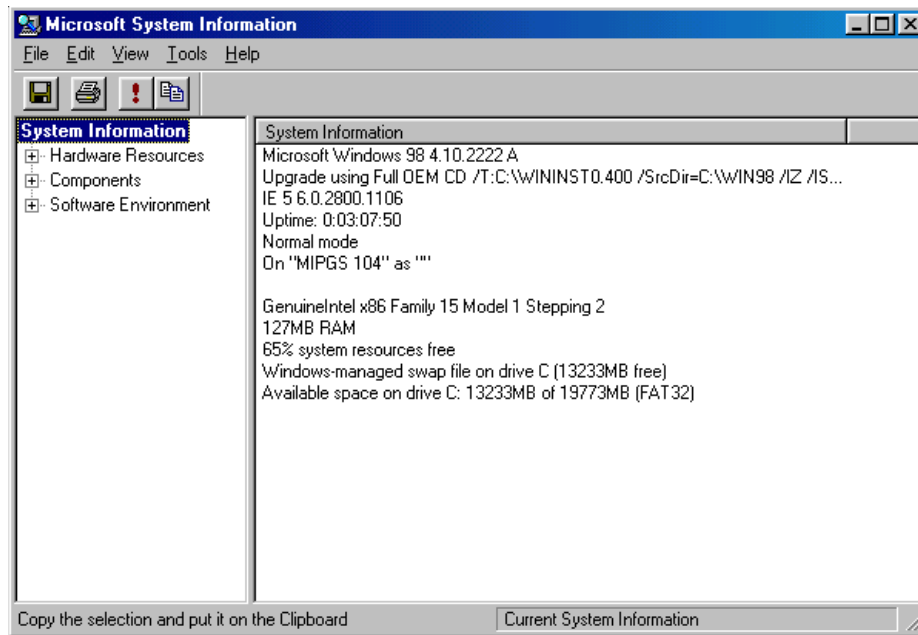 Microsoft System Information
File Edit View Tools Help
System Information
Hardware Resources
Components
Software Environment
System Information
Microsoft Windows 98 4.10.2222 A
Upgrade using Full OEM CD /T:C:\WININST0.400 /SrcDir=C:\WIN98 /IZ /IS...
IE 5 6.0.2800.1106
Uptime: 0:03:07:50
Normal mode
On "MIPGS 104" as ""
GenuineIntel x86 Family 15 Model 1 Stepping 2
127MB RAM
65% system resources free
Windows-managed swap file on drive C (13233MB free)
Available space on drive C: 13233MB of 19773MB (FAT32)
Copy the selection and put it on the Clipboard
Current System Information